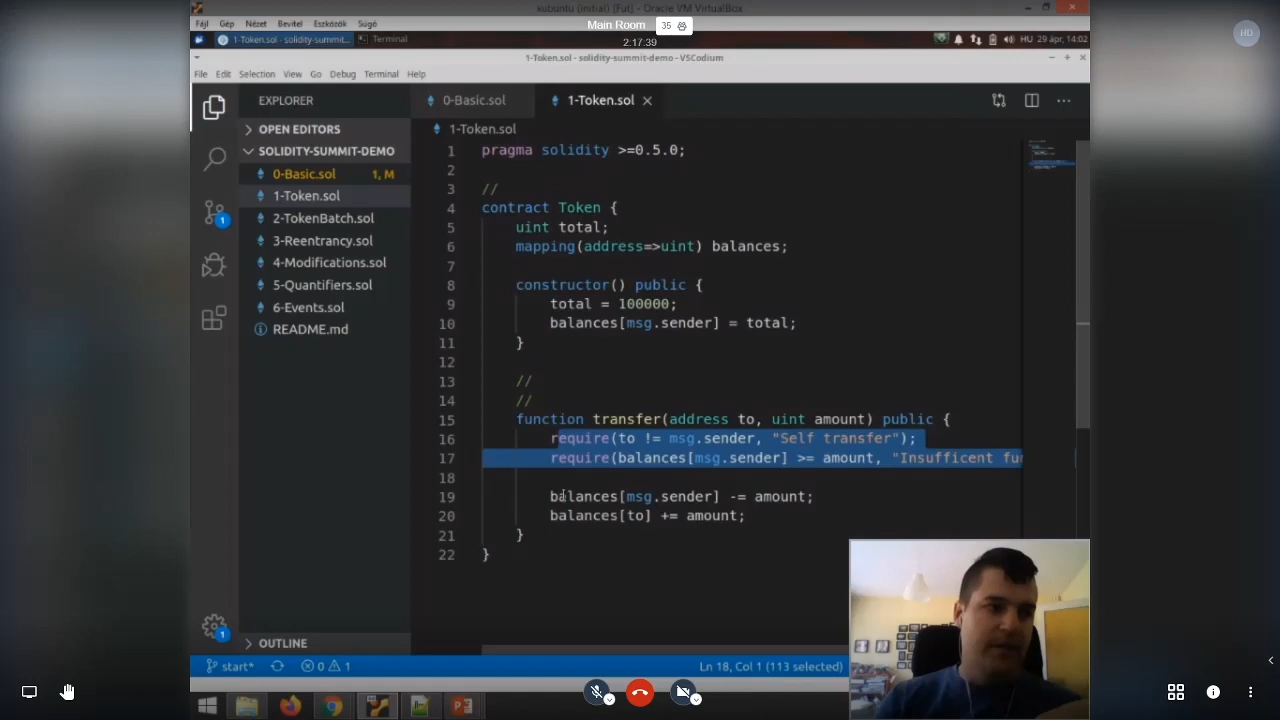 xubuntu (initial) [Fut] - Oracle VM VirtualBox
Fájl Gép Nézet Bevitel Eszközök Súgó
Main Room 35
2:17:39
HD
1-Token.sol - solidity-summit... Terminal
HU 29 ápr, 14:02
1-Token.sol - solidity-summit-demo - VSCodium
File Edit Selection View Go Debug Terminal Help
EXPLORER
0-Basic.sol 1-Token.sol
OPEN EDITORS
SOLIDITY-SUMMIT-DEMO
0-Basic.sol 1, M
1-Token.sol
2-TokenBatch.sol
3-Reentrancy.sol
4-Modifications.sol
5-Quantifiers.sol
6-Events.sol
README.md
OUTLINE
1
1
1-Token.sol
1 pragma solidity >=0.5.0;
2
3 //
4 contract Token {
5 uint total;
6 mapping(address=>uint) balances;
7
8 constructor() public {
9 total = 100000;
10 balances[msg.sender] = total;
11 }
12
13 //
14 //
15 function transfer(address to, uint amount) public {
16 require(to != msg.sender, "Self transfer");
17 require(balances[msg.sender] >= amount, "Insufficent fu
18
19 balances[msg.sender] -= amount;
20 balances[to] += amount;
21 }
22 }
start* 0 1 Ln 18, Col 1 (113 selected)